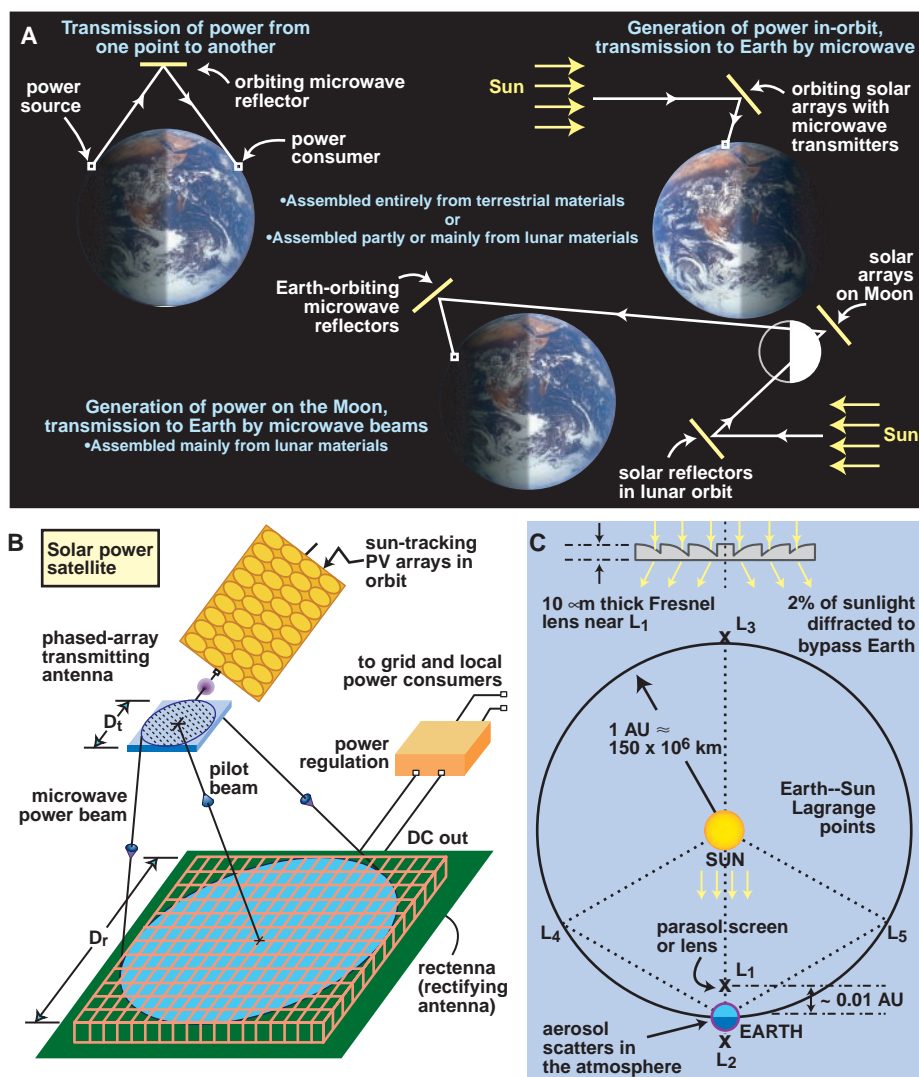 A
Transmission of power from
one point to another
orbiting microwave
reflector
power
source
power
consumer
Generation of power in-orbit,
transmission to Earth by microwave
Sun
orbiting solar
arrays with
microwave
transmitters
•Assembled entirely from terrestrial materials
or
•Assembled partly or mainly from lunar materials
Earth-orbiting
microwave
reflectors
solar
arrays
on Moon
Generation of power on the Moon,
transmission to Earth by microwave beams
•Assembled mainly from lunar materials
Sun
solar reflectors
in lunar orbit
B
Solar power
satellite
sun-tracking
PV arrays in
orbit
phased-array
transmitting
antenna
to grid and local
power consumers
Dt
power
regulation
pilot
beam
microwave
power beam
DC out
Dr
rectenna
(rectifying
antenna)
C
10 ∝m thick Fresnel
lens near L1
2% of sunlight
diffracted to
bypass Earth
L3
X
1 AU ≈
150 x 10⁶ km
Earth--Sun
Lagrange
points
SUN
L4
L5
parasol screen
or lens
L1
X
~ 0.01 AU
EARTH
aerosol
scatters in
the atmosphere
X
L2